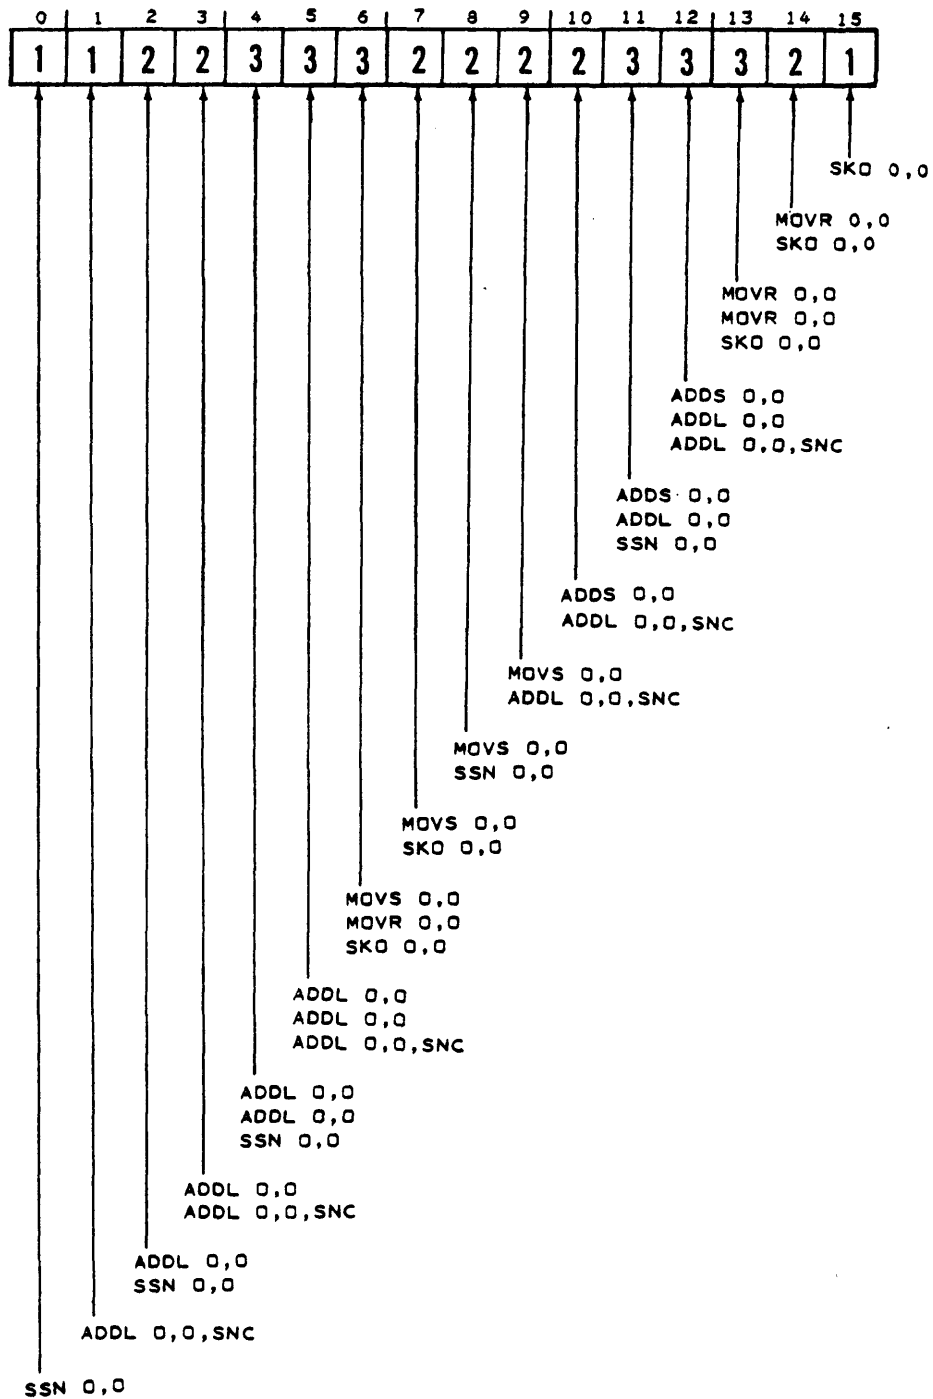 0 1 2 3 4 5 6 7 8 9 10 11 12 13 14 15
1 1 2 2 3 3 3 2 2 2 2 3 3 3 2 1
SKO 0,0
MOVR 0,0
SKO 0,0
MOVR 0,0
MOVR 0,0
SKO 0,0
ADDS 0,0
ADDL 0,0
ADDL 0,0,SNC
ADDS 0,0
ADDL 0,0
SSN 0,0
ADDS 0,0
ADDL 0,0,SNC
MOVS 0,0
ADDL 0,0,SNC
MOVS 0,0
SSN 0,0
MOVS 0,0
SKO 0,0
MOVS 0,0
MOVR 0,0
SKO 0,0
ADDL 0,0
ADDL 0,0
ADDL 0,0,SNC
ADDL 0,0
ADDL 0,0
SSN 0,0
ADDL 0,0
ADDL 0,0,SNC
ADDL 0,0
SSN 0,0
ADDL 0,0,SNC
SSN 0,0